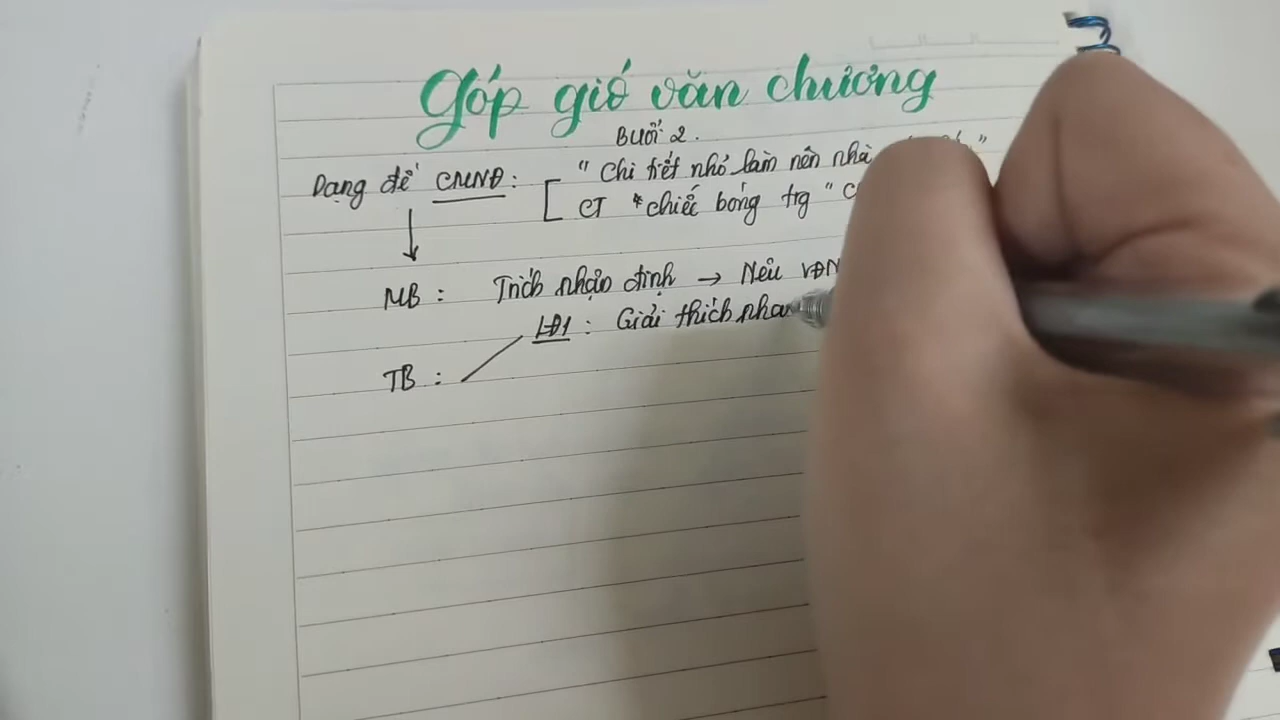 Góp gió văn chương
Buổi 2.
Dạng đề CMNĐ: "Chi tiết nhỏ làm nên nhà
CT "chiếc bóng trg "C
MB : Trích nhận định → Nêu VĐN
LĐ1 : Giải thích nhậ
TB :